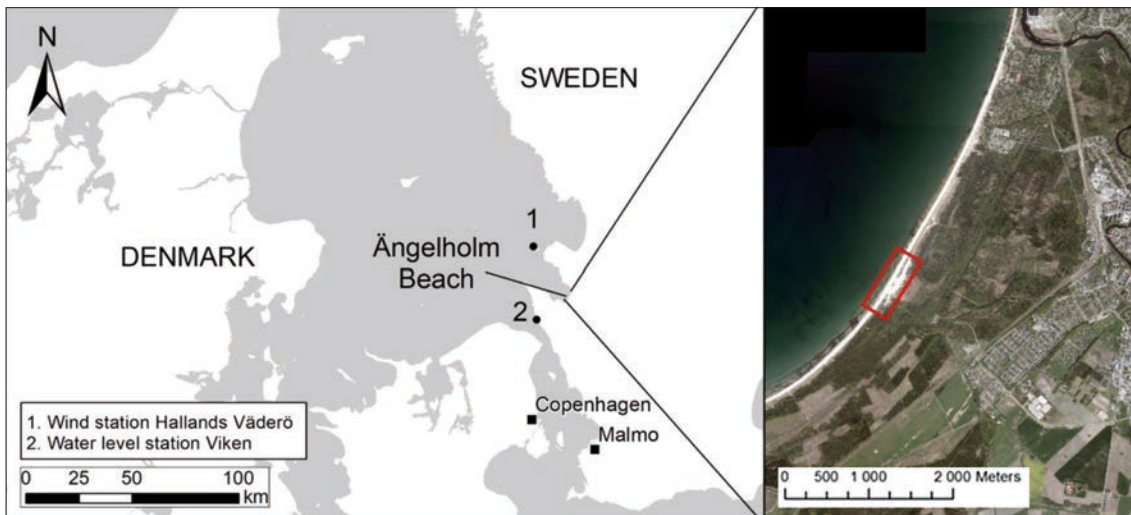 N
SWEDEN
DENMARK
1
Ängelholm
Beach
2
Copenhagen
Malmo
1. Wind station Hallands Väderö
2. Water level station Viken
0 25 50 100
km
0 500 1 000 2 000 Meters